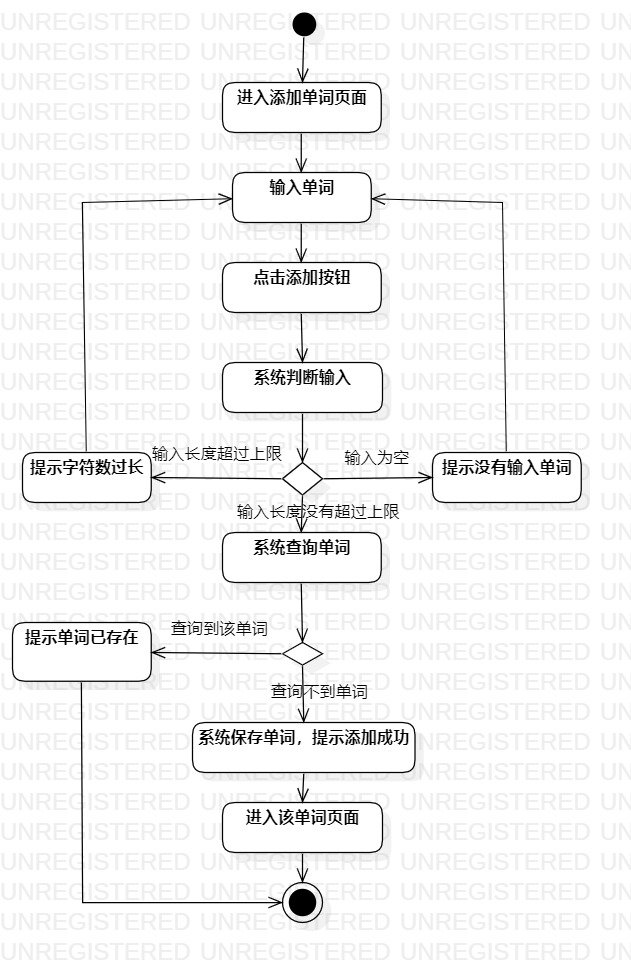 进入添加单词页面
输入单词
点击添加按钮
系统判断输入
输入长度超过上限
输入为空
提示字符数过长
提示没有输入单词
输入长度没有超过上限
系统查询单词
查询到该单词
提示单词已存在
查询不到单词
系统保存单词，提示添加成功
进入该单词页面
UNREGISTERED